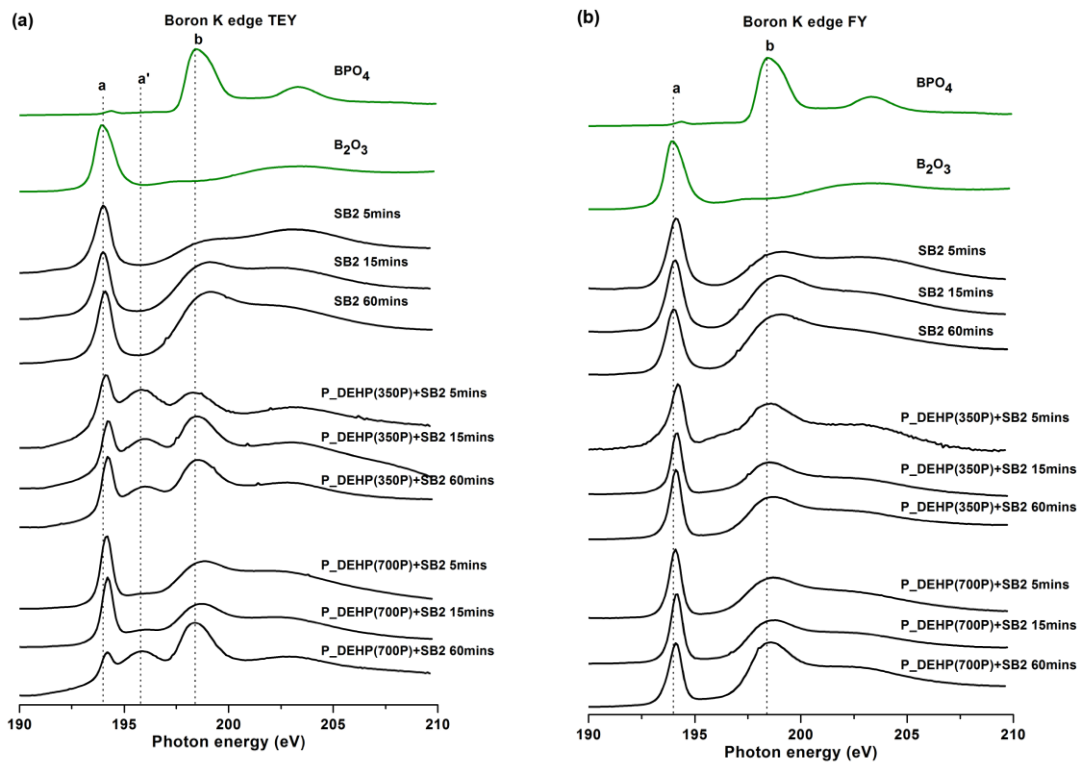 (a)
Boron K edge TEY
a
a'
b
BPO4
B2O3
SB2 5mins
SB2 15mins
SB2 60mins
P_DEHP(350P)+SB2 5mins
P_DEHP(350P)+SB2 15mins
P_DEHP(350P)+SB2 60mins
P_DEHP(700P)+SB2 5mins
P_DEHP(700P)+SB2 15mins
P_DEHP(700P)+SB2 60mins
190 195 200 205 210
Photon energy (eV)
(b)
Boron K edge FY
a
b
BPO4
B2O3
SB2 5mins
SB2 15mins
SB2 60mins
P_DEHP(350P)+SB2 5mins
P_DEHP(350P)+SB2 15mins
P_DEHP(350P)+SB2 60mins
P_DEHP(700P)+SB2 5mins
P_DEHP(700P)+SB2 15mins
P_DEHP(700P)+SB2 60mins
190 195 200 205 210
Photon energy (eV)